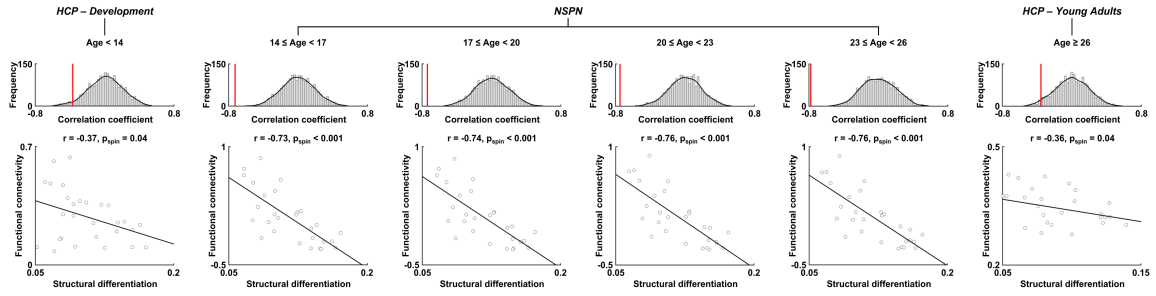 HCP – Development
NSPN
HCP – Young Adults
Age < 14
14 ≤ Age < 17
17 ≤ Age < 20
20 ≤ Age < 23
23 ≤ Age < 26
Age ≥ 26
Frequency
150
0
-0.8
0.8
Correlation coefficient
Frequency
150
0
-0.8
0.8
Correlation coefficient
Frequency
150
0
-0.8
0.8
Correlation coefficient
Frequency
150
0
-0.8
0.8
Correlation coefficient
Frequency
150
0
-0.8
0.8
Correlation coefficient
Frequency
150
0
-0.8
0.8
Correlation coefficient
r = -0.37, pspin = 0.04
r = -0.73, pspin < 0.001
r = -0.74, pspin < 0.001
r = -0.76, pspin < 0.001
r = -0.76, pspin < 0.001
r = -0.36, pspin = 0.04
Functional connectivity
0.7
0
0.05
0.2
Structural differentiation
Functional connectivity
1
-0.5
0.05
0.2
Structural differentiation
Functional connectivity
1
-0.5
0.05
0.2
Structural differentiation
Functional connectivity
1
-0.5
0.05
0.2
Structural differentiation
Functional connectivity
1
-0.5
0.05
0.2
Structural differentiation
Functional connectivity
0.5
0.2
0.05
0.15
Structural differentiation